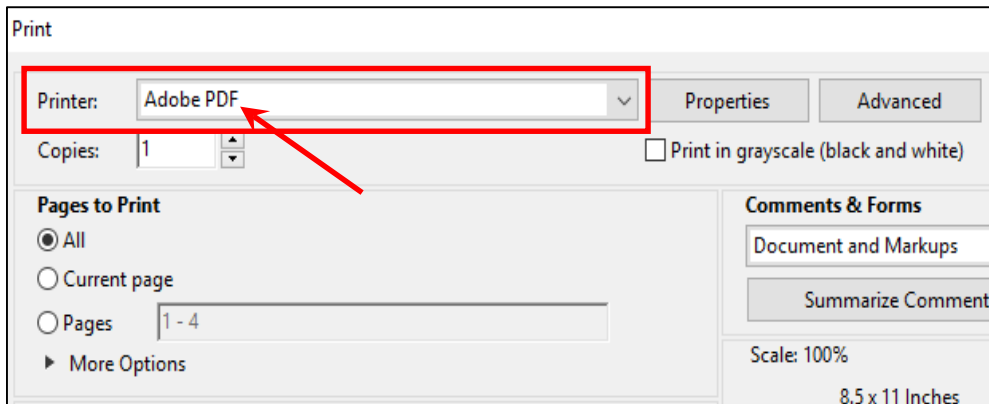 Print
Printer: Adobe PDF Properties Advanced
Copies: 1 Print in grayscale (black and white)
Pages to Print
All
Current page
Pages 1 - 4
More Options
Comments & Forms
Document and Markups
Summarize Comment
Scale: 100%
8.5 x 11 Inches